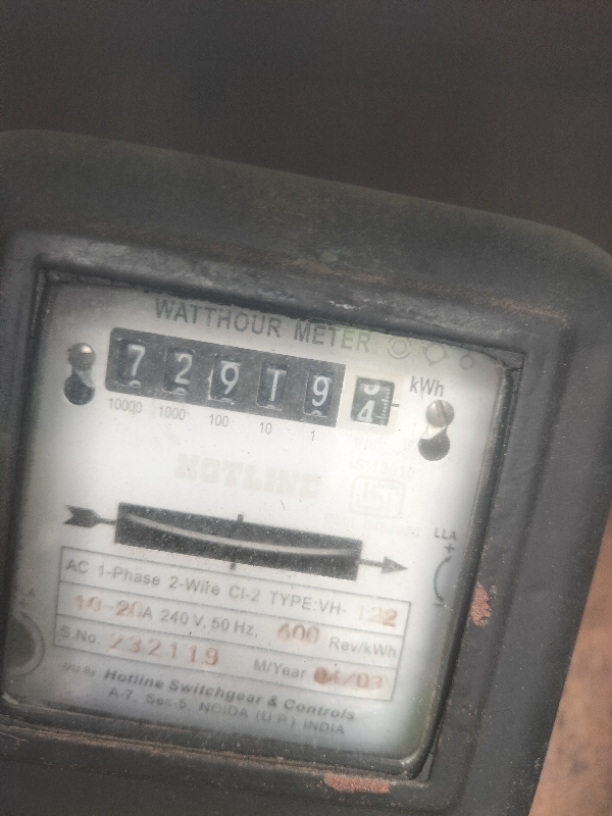 WATTHOUR METER
7 2 9 1 9 4 kWh
10000 1000 100 10 1
HOTLINE
LLA
+
AC 1-Phase 2-Wire Cl-2 TYPE:VH- 122
10-20A 240 V, 50 Hz, 600 Rev/kWh
S.No. 232119 M/Year 04/03
Hotline Switchgear & Controls
A-7, Sec-5, NOIDA (U.P.) INDIA